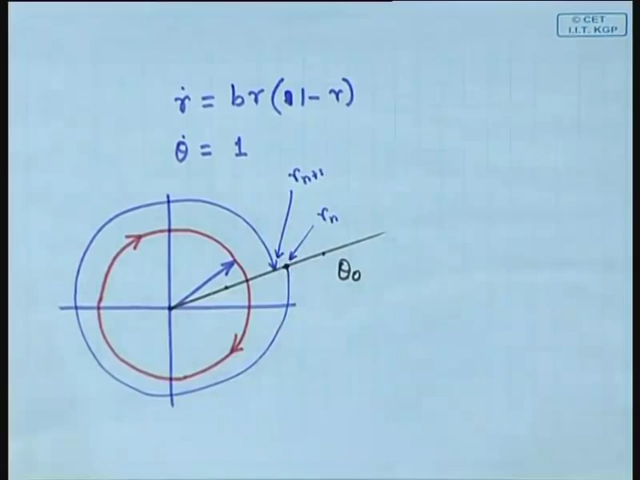 © CET
I.I.T. KGP
ṙ = br(1 - r)
θ̇ = 1
rₙ₊₁
rₙ
θ₀